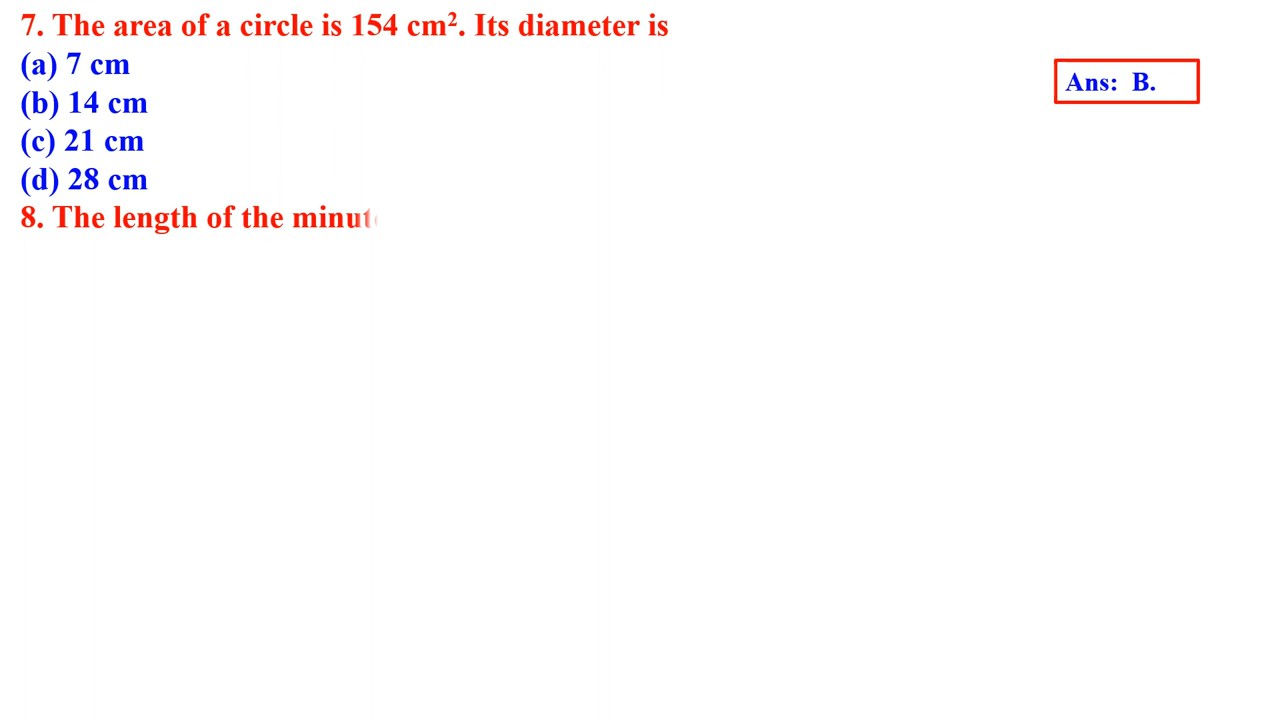 7. The area of a circle is 154 cm². Its diameter is
(a) 7 cm
(b) 14 cm
(c) 21 cm
(d) 28 cm
8. The length of the
Ans: B.